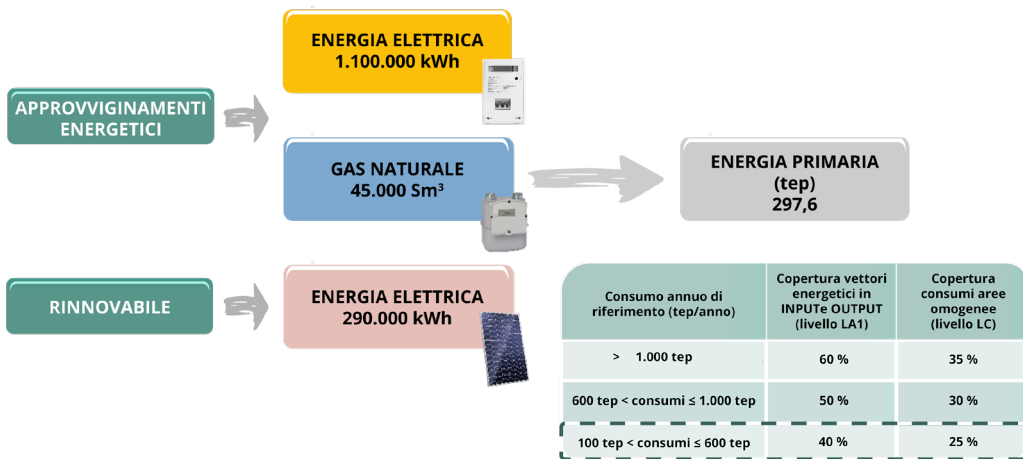 ENERGIA ELETTRICA
1.100.000 kWh
APPROVVIGINAMENTI
ENERGETICI
GAS NATURALE
45.000 Sm³
ENERGIA PRIMARIA
(tep)
297,6
RINNOVABILE
ENERGIA ELETTRICA
290.000 kWh
Consumo annuo di
riferimento (tep/anno)
Copertura vettori
energetici in
INPUTe OUTPUT
(livello LA1)
Copertura
consumi aree
omogenee
(livello LC)
> 1.000 tep
60 %
35 %
600 tep < consumi ≤ 1.000 tep
50 %
30 %
100 tep < consumi ≤ 600 tep
40 %
25 %